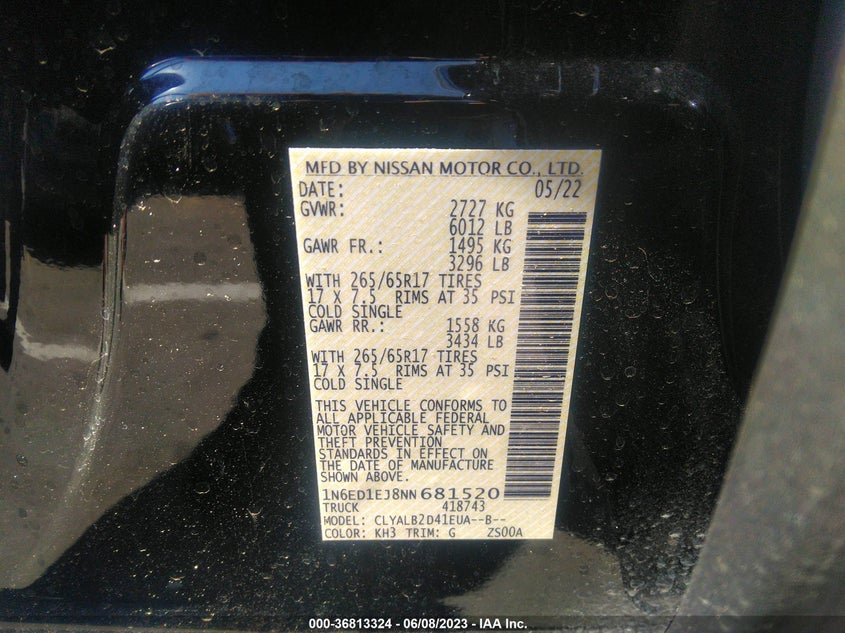 MFD BY NISSAN MOTOR CO., LTD.
DATE: 05/22
GVWR: 2727 KG
6012 LB
GAWR FR.: 1495 KG
3296 LB
WITH 265/65R17 TIRES
17 X 7.5 RIMS AT 35 PSI
COLD SINGLE
GAWR RR.: 1558 KG
3434 LB
WITH 265/65R17 TIRES
17 X 7.5 RIMS AT 35 PSI
COLD SINGLE
THIS VEHICLE CONFORMS TO
ALL APPLICABLE FEDERAL
MOTOR VEHICLE SAFETY AND
THEFT PREVENTION
STANDARDS IN EFFECT ON
THE DATE OF MANUFACTURE
SHOWN ABOVE.
1N6ED1EJ8NN681520
TRUCK 418743
MODEL: CLYALB2D41EUA--B--
COLOR: KH3 TRIM: G ZS00A
000-36813324 - 06/08/2023 - IAA Inc.